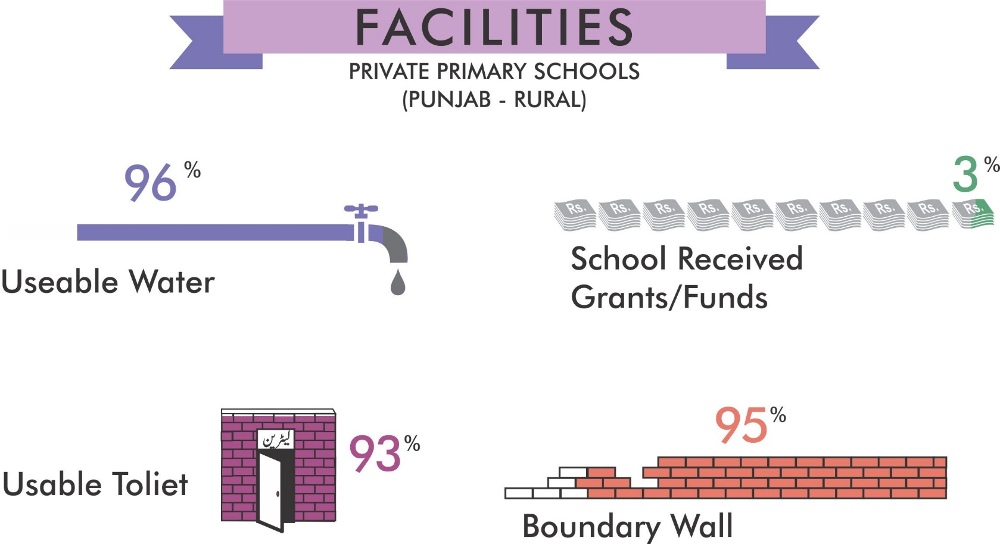 FACILITIES
PRIVATE PRIMARY SCHOOLS
(PUNJAB - RURAL)
96 %
Useable Water
3 %
Rs. Rs. Rs. Rs. Rs. Rs. Rs. Rs. Rs. Rs.
School Received
Grants/Funds
لیٹرین
93 %
Usable Toliet
95 %
Boundary Wall